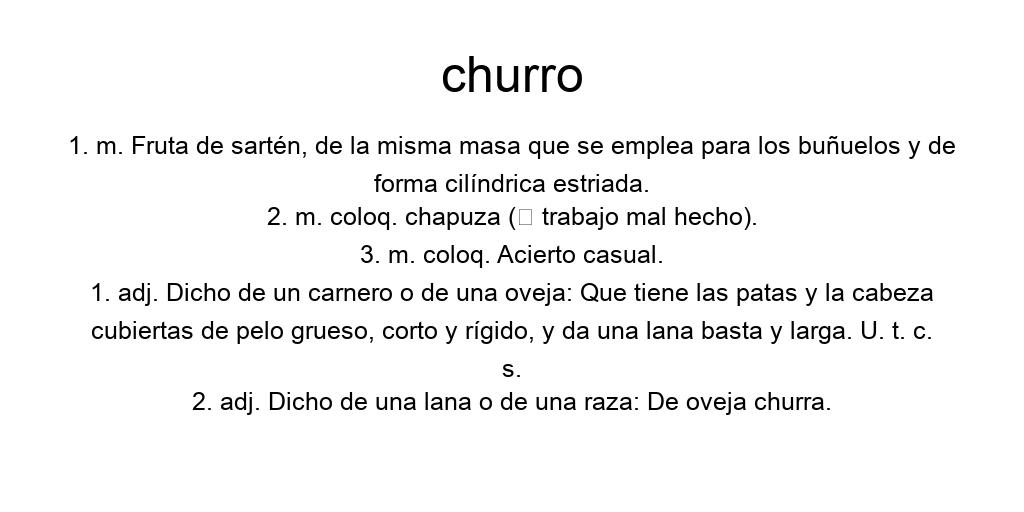 churro
1. m. Fruta de sartén, de la misma masa que se emplea para los buñuelos y de
forma cilíndrica estriada.
2. m. coloq. chapuza (□ trabajo mal hecho).
3. m. coloq. Acierto casual.
1. adj. Dicho de un carnero o de una oveja: Que tiene las patas y la cabeza
cubiertas de pelo grueso, corto y rígido, y da una lana basta y larga. U. t. c.
s.
2. adj. Dicho de una lana o de una raza: De oveja churra.